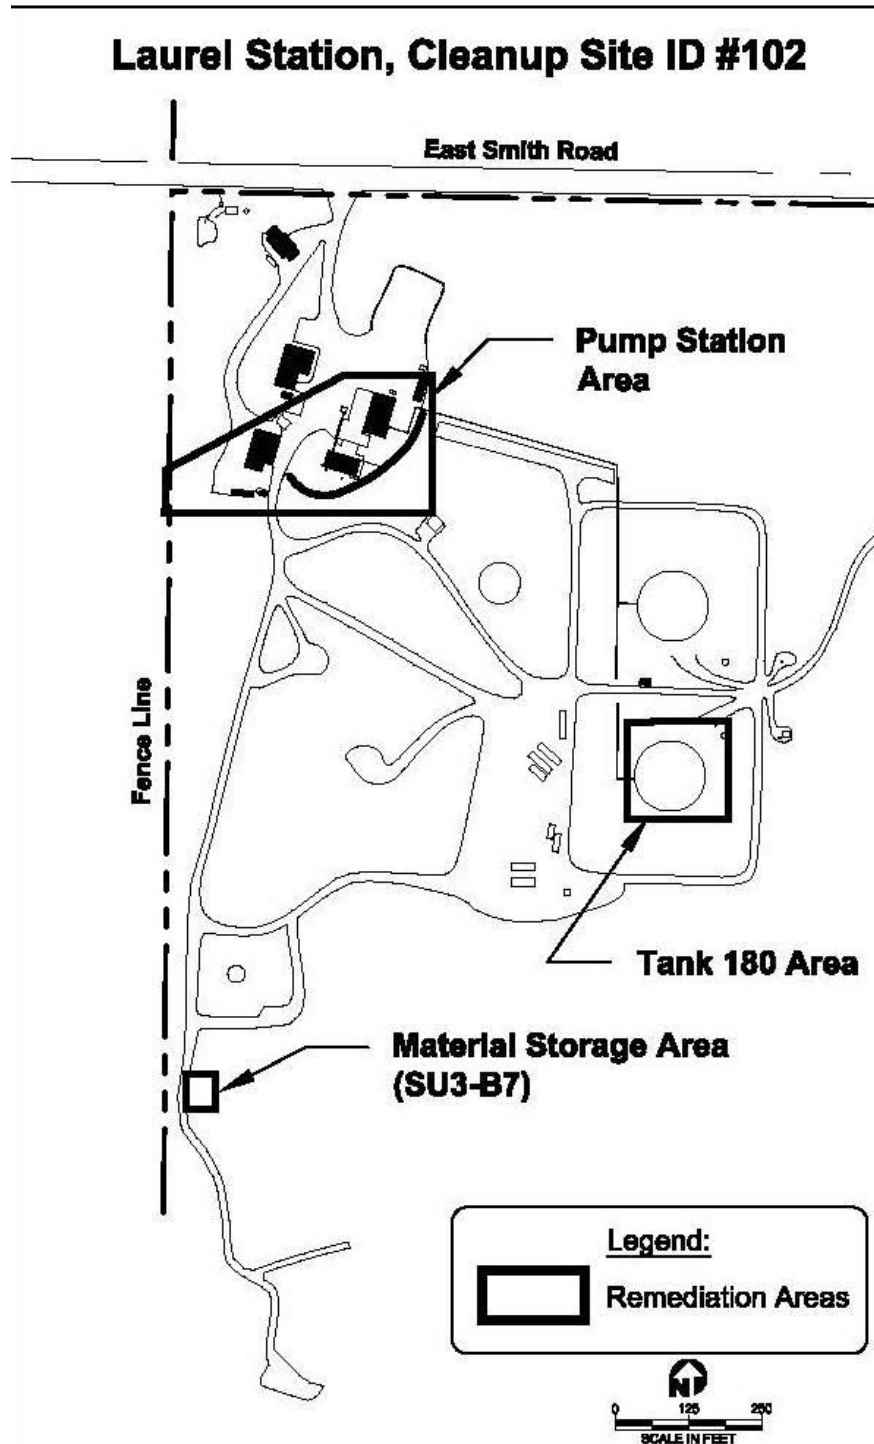 Laurel Station, Cleanup Site ID #102
East Smith Road
Pump Station
Area
Fence Line
Tank 180 Area
Material Storage Area
(SU3-B7)
Legend:
Remediation Areas
N
0 125 250
SCALE IN FEET